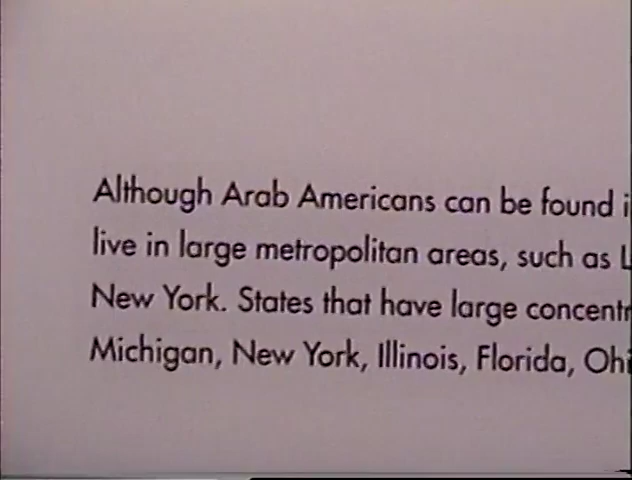 Although Arab Americans can be found
live in large metropolitan areas, such as
New York. States that have large
Michigan, New York, Illinois, Florida,